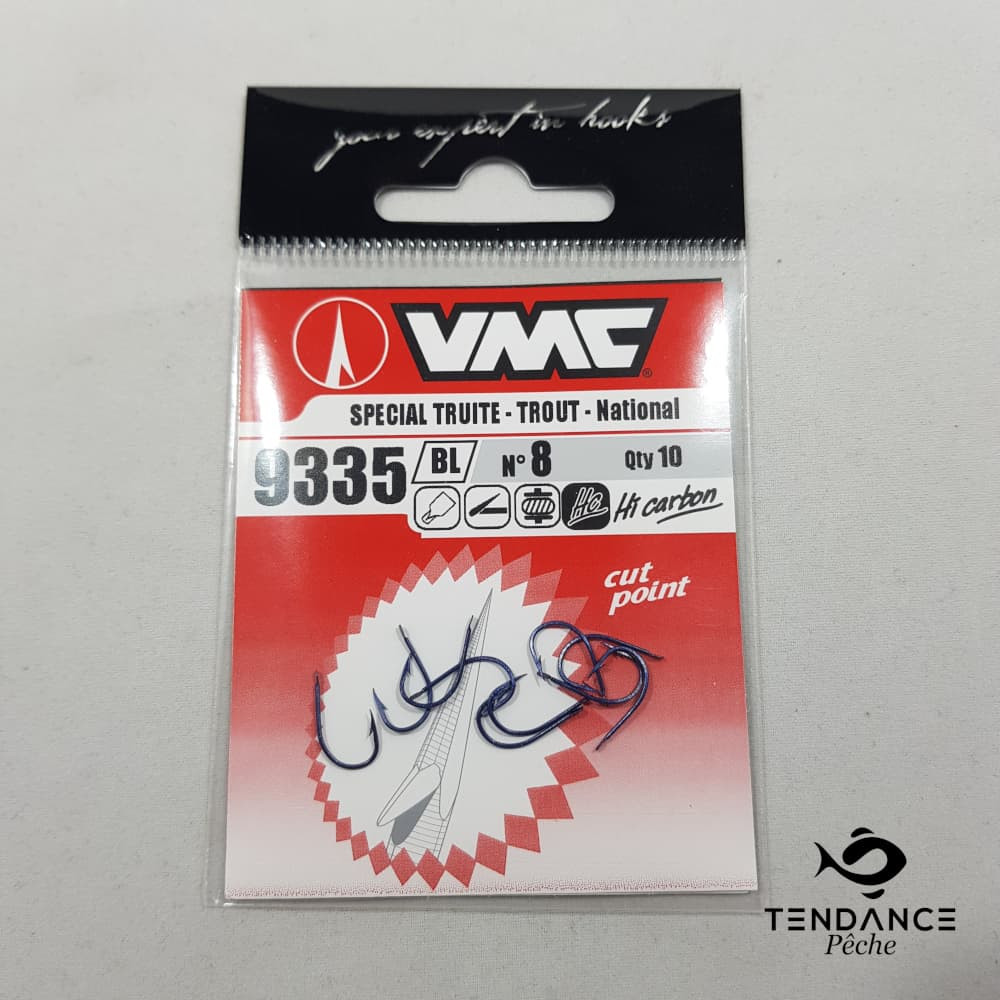 your expert in hooks
VMC®
SPECIAL TRUITE - TROUT - National
9335 BL N° 8 Qty 10
HC Hi carbon
cut
point
TENDANCE
Pêche